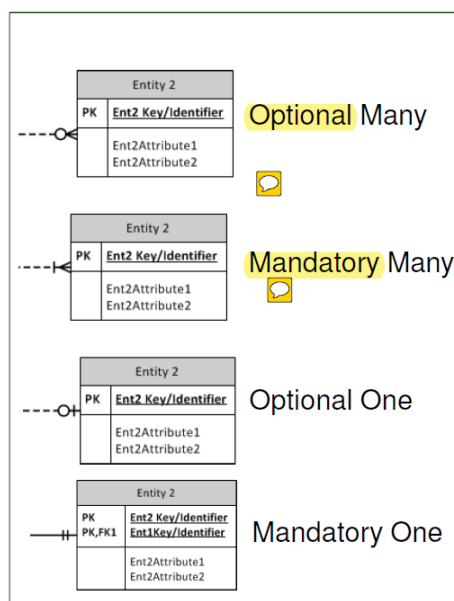 Entity 2
PK Ent2 Key/Identifier
Optional Many
Ent2Attribute1
Ent2Attribute2
Entity 2
PK Ent2 Key/Identifier
Mandatory Many
Ent2Attribute1
Ent2Attribute2
Entity 2
PK Ent2 Key/Identifier
Optional One
Ent2Attribute1
Ent2Attribute2
Entity 2
PK Ent2 Key/Identifier
PK,FK1 Ent1Key/Identifier
Mandatory One
Ent2Attribute1
Ent2Attribute2